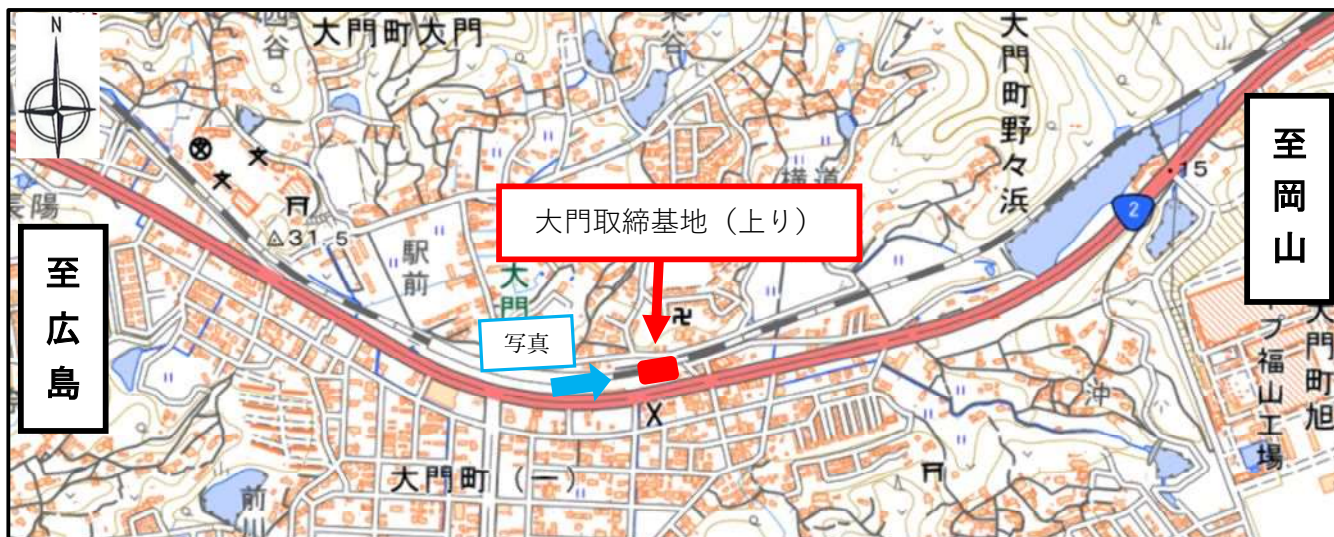 N
四谷
大門町大門
大門町野々浜
至岡山
15
2
横道
大門取締基地（上り）
長陽
31.5
至広島
駅前
大門
写真
沖
プ福山工場
大門町旭
大門町（一）
X